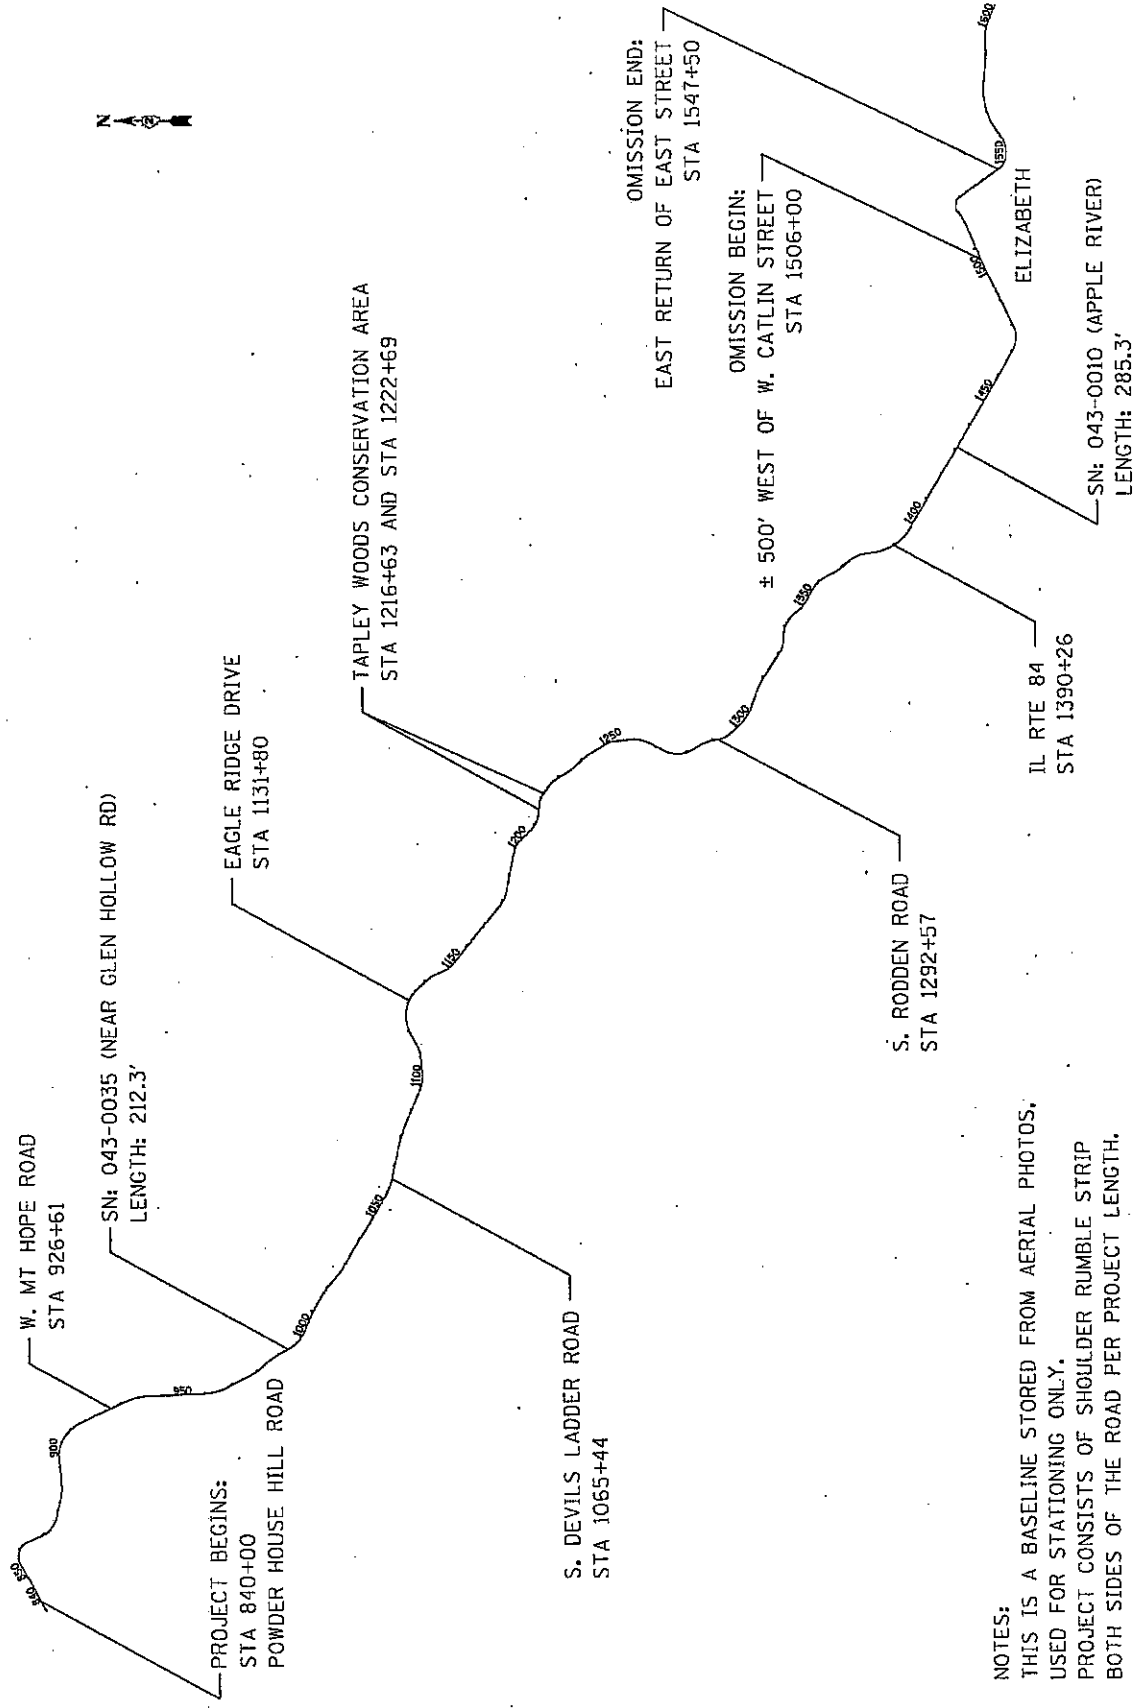 N
PROJECT BEGINS:
STA 840+00
POWDER HOUSE HILL ROAD
840
850
900
W. MT HOPE ROAD
STA 926+61
950
SN: 043-0035 (NEAR GLEN HOLLOW RD)
LENGTH: 212.3'
1000
1050
S. DEVILS LADDER ROAD
STA 1065+44
1100
EAGLE RIDGE DRIVE
STA 1131+80
1150
1200
TAPLEY WOODS CONSERVATION AREA
STA 1216+63 AND STA 1222+69
1250
S. RODDEN ROAD
STA 1292+57
1300
1350
IL RTE 84
STA 1390+26
1400
SN: 043-0010 (APPLE RIVER)
LENGTH: 285.3'
1450
1500
OMISSION BEGIN:
± 500' WEST OF W. CATLIN STREET
STA 1506+00
ELIZABETH
OMISSION END:
EAST RETURN OF EAST STREET
STA 1547+50
1550
1600
NOTES:
THIS IS A BASELINE STORED FROM AERIAL PHOTOS.
USED FOR STATIONING ONLY.
PROJECT CONSISTS OF SHOULDER RUMBLE STRIP
BOTH SIDES OF THE ROAD PER PROJECT LENGTH.